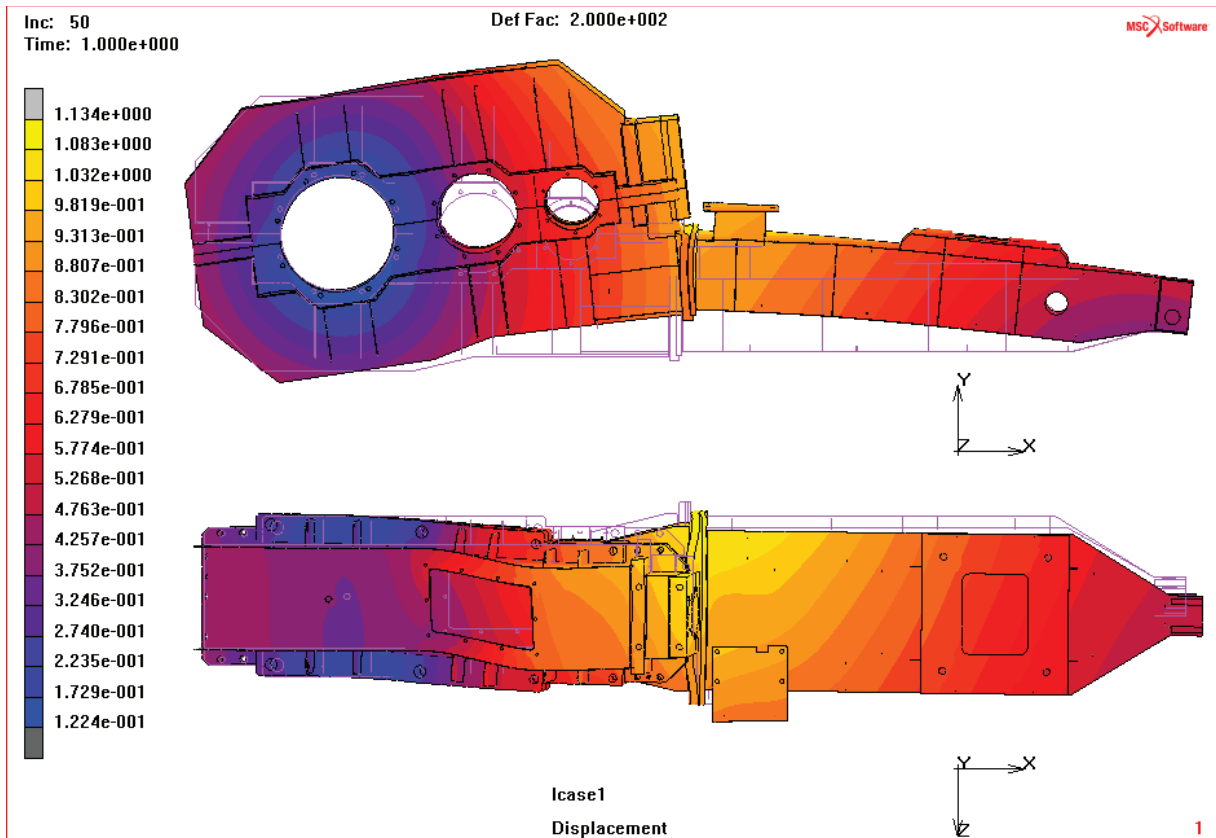 Inc: 50
Time: 1.000e+000
Def Fac: 2.000e+002
MSC Software
1.134e+000
1.083e+000
1.032e+000
9.819e-001
9.313e-001
8.807e-001
8.302e-001
7.796e-001
7.291e-001
6.785e-001
6.279e-001
5.774e-001
5.268e-001
4.763e-001
4.257e-001
3.752e-001
3.246e-001
2.740e-001
2.235e-001
1.729e-001
1.224e-001
Y
Z X
Y X
Z
lcase1
Displacement
1